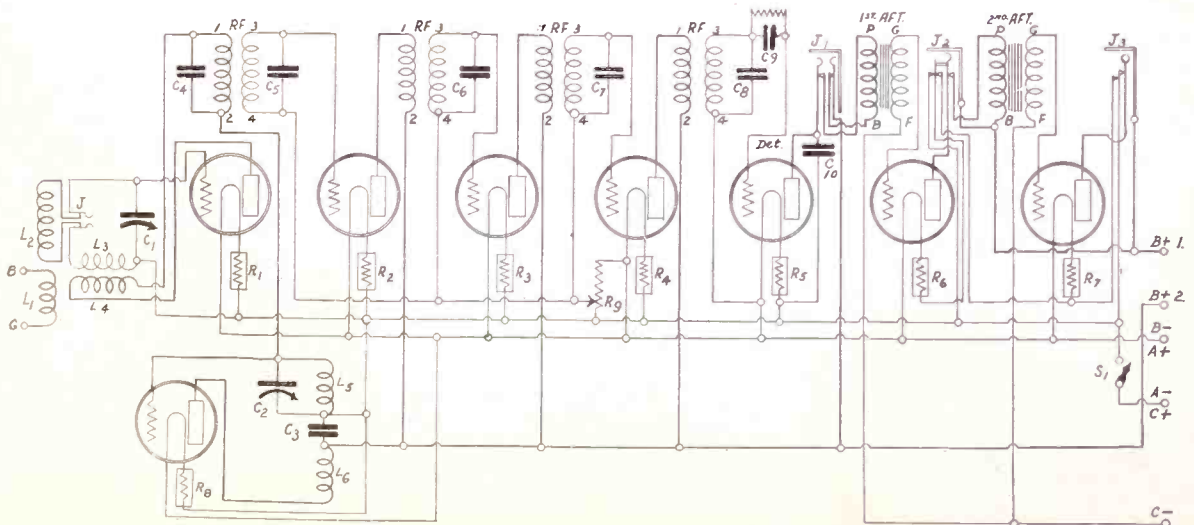 1 RF 3
1 RF 3
1 RF 3
1 RF 3
C9
J1
1ST. AFT.
P G
J2
2ND. AFT.
P G
J3
C4
C5
C6
C7
C8
2 4
2 4
2 4
2 4
B F
B F
Det.
C10
J
L2
C1
L3
B
L1
G
L4
R1
R2
R3
R9
R4
R5
R6
R7
B+ 1.
B+ 2.
B-
A+
S1
A-
C+
C2
L5
C3
L6
R8
C-